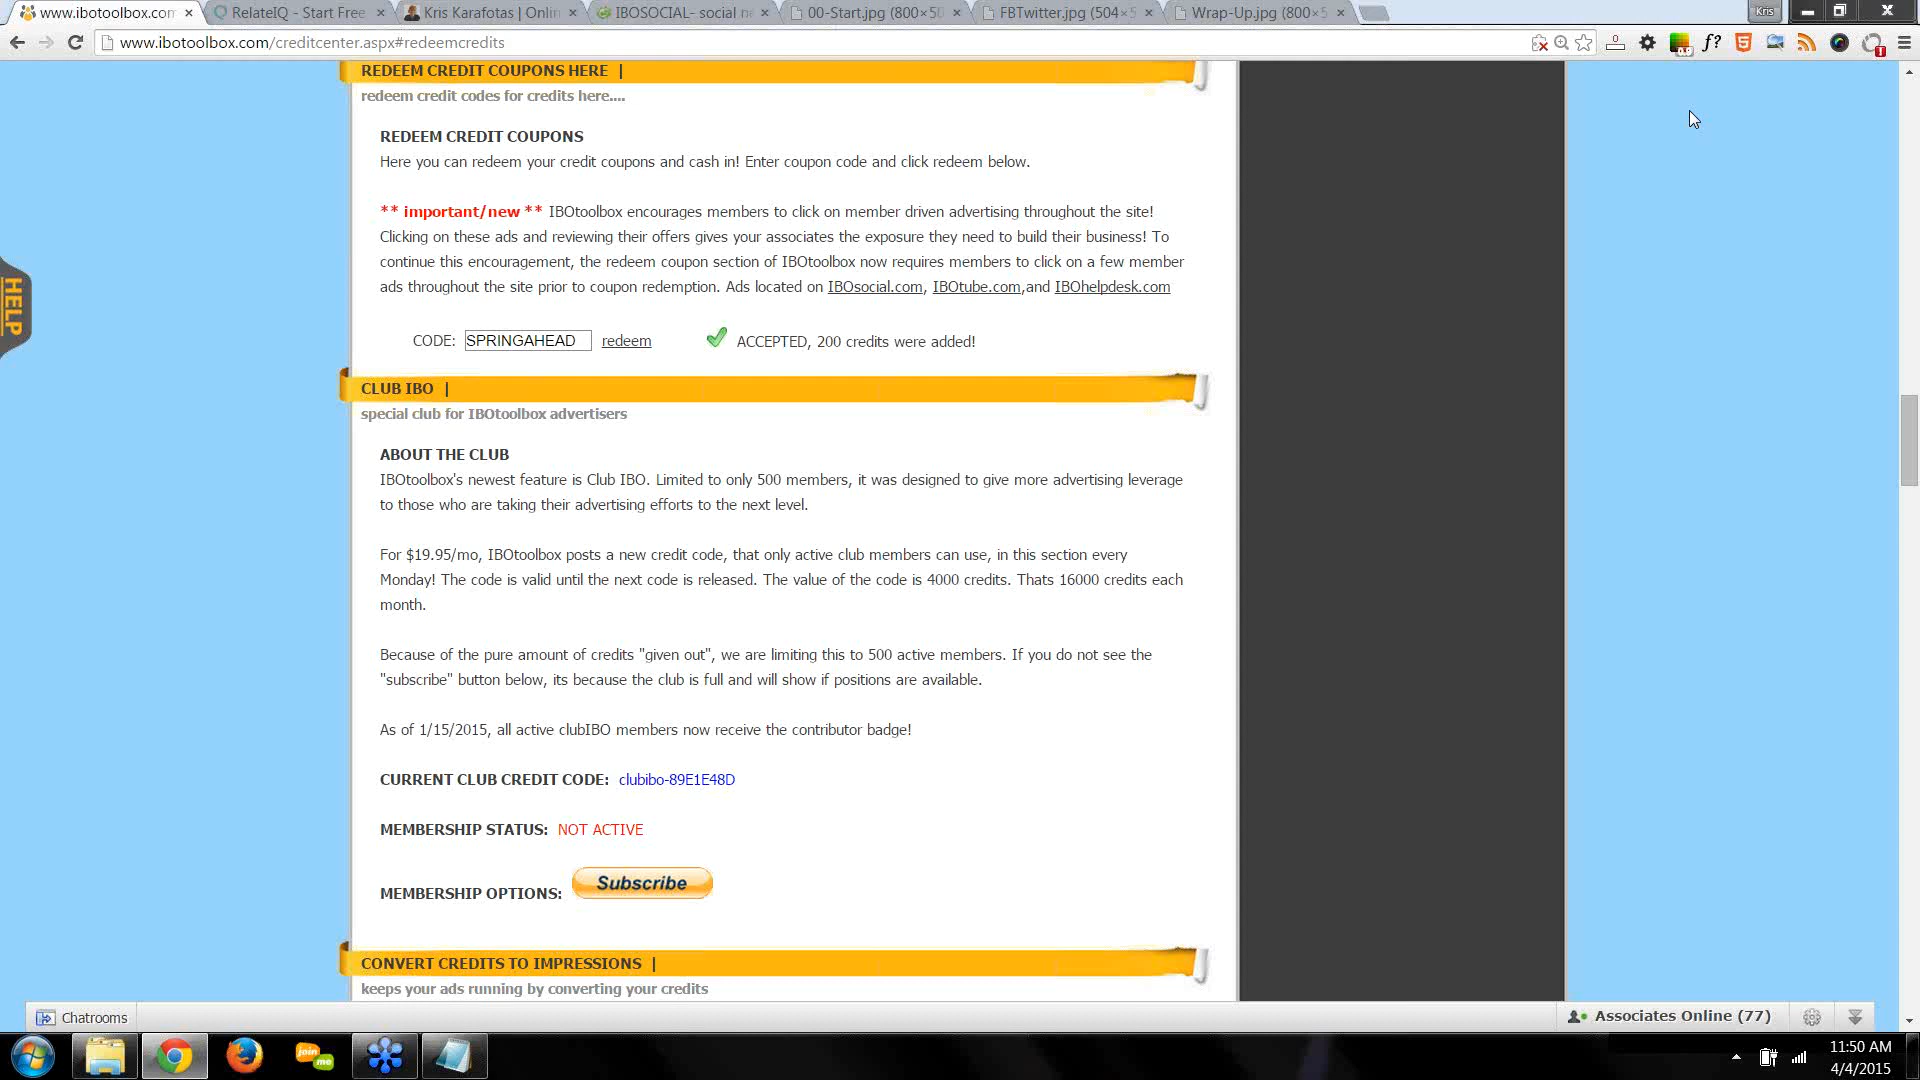 www.ibotoolbox.com
RelateIQ - Start Free
Kris Karafotas | Onlin
IBOSOCIAL- social ne
00-Start.jpg (800×50
FBTwitter.jpg (504×5
Wrap-Up.jpg (800×5
Kris
www.ibotoolbox.com/creditcenter.aspx#redeemcredits
REDEEM CREDIT COUPONS HERE |
redeem credit codes for credits here....
REDEEM CREDIT COUPONS
Here you can redeem your credit coupons and cash in! Enter coupon code and click redeem below.
** important/new ** IBOtoolbox encourages members to click on member driven advertising throughout the site!
Clicking on these ads and reviewing their offers gives your associates the exposure they need to build their business! To
continue this encouragement, the redeem coupon section of IBOtoolbox now requires members to click on a few member
ads throughout the site prior to coupon redemption. Ads located on IBOsocial.com, IBOtube.com,and IBOhelpdesk.com
HELP
CODE: SPRINGAHEAD redeem ACCEPTED, 200 credits were added!
CLUB IBO |
special club for IBOtoolbox advertisers
ABOUT THE CLUB
IBOtoolbox's newest feature is Club IBO. Limited to only 500 members, it was designed to give more advertising leverage
to those who are taking their advertising efforts to the next level.
For $19.95/mo, IBOtoolbox posts a new credit code, that only active club members can use, in this section every
Monday! The code is valid until the next code is released. The value of the code is 4000 credits. Thats 16000 credits each
month.
Because of the pure amount of credits "given out", we are limiting this to 500 active members. If you do not see the
"subscribe" button below, its because the club is full and will show if positions are available.
As of 1/15/2015, all active clubIBO members now receive the contributor badge!
CURRENT CLUB CREDIT CODE: clubibo-89E1E48D
MEMBERSHIP STATUS: NOT ACTIVE
MEMBERSHIP OPTIONS: Subscribe
CONVERT CREDITS TO IMPRESSIONS |
keeps your ads running by converting your credits
Chatrooms
Associates Online (77)
join me
11:50 AM
4/4/2015